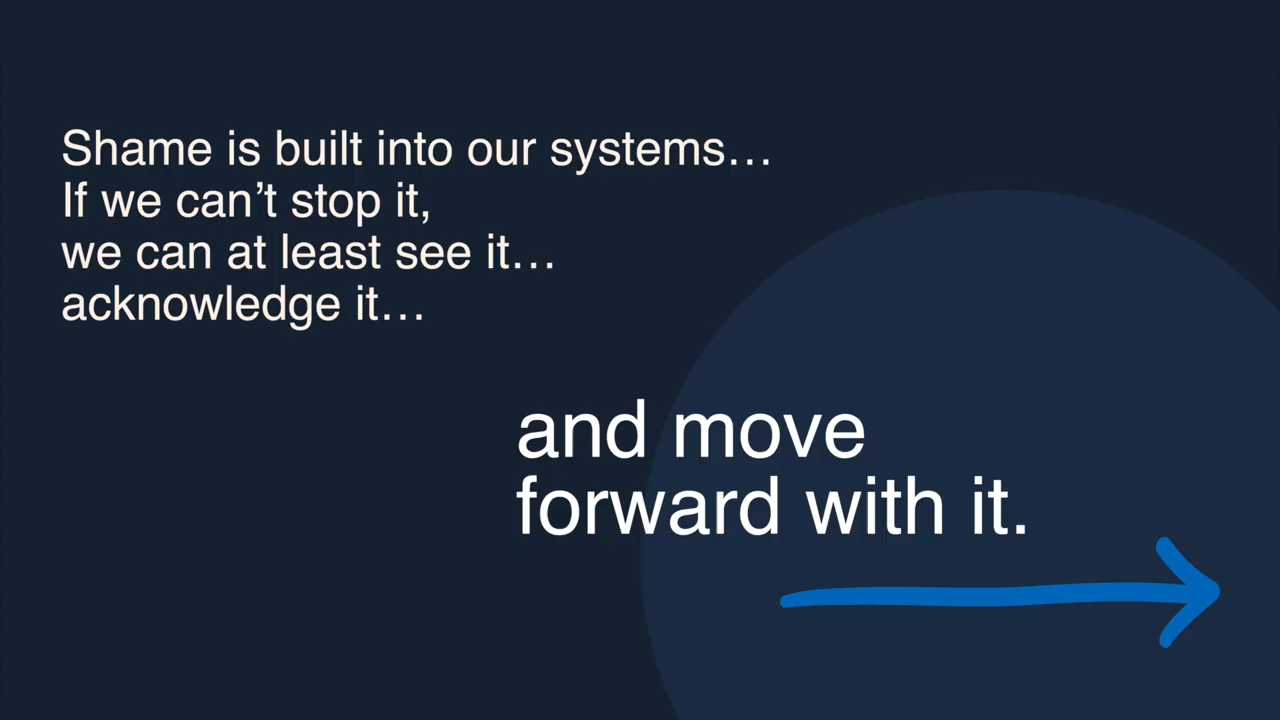 Shame is built into our systems…
If we can’t stop it,
we can at least see it…
acknowledge it…
and move
forward with it.